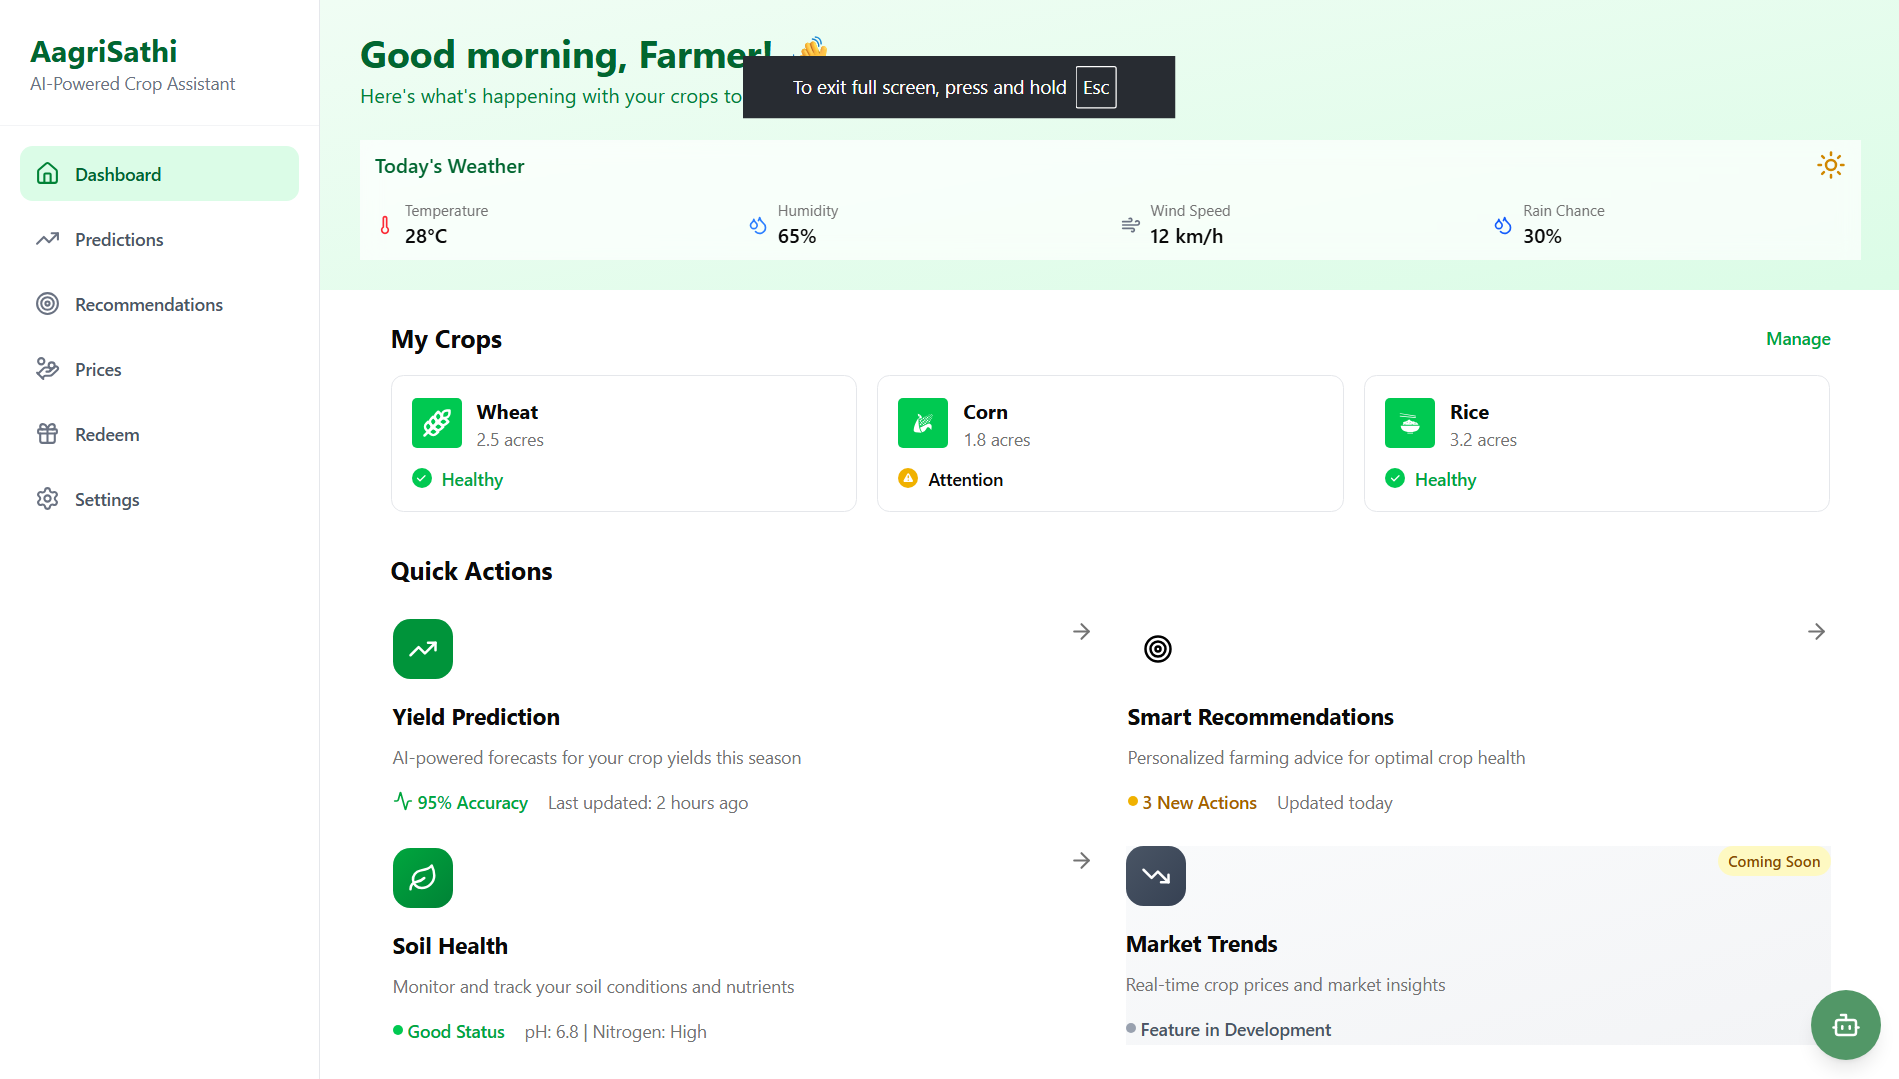 AagriSathi
AI-Powered Crop Assistant
Dashboard
Predictions
Recommendations
Prices
Redeem
Settings
Good morning, Farmer! 👋
Here's what's happening with your crops to
To exit full screen, press and hold Esc
Today's Weather
Temperature
28°C
Humidity
65%
Wind Speed
12 km/h
Rain Chance
30%
My Crops
Manage
Wheat
2.5 acres
Healthy
Corn
1.8 acres
Attention
Rice
3.2 acres
Healthy
Quick Actions
Yield Prediction
AI-powered forecasts for your crop yields this season
95% Accuracy Last updated: 2 hours ago
Smart Recommendations
Personalized farming advice for optimal crop health
3 New Actions Updated today
Soil Health
Monitor and track your soil conditions and nutrients
Good Status pH: 6.8 | Nitrogen: High
Coming Soon
Market Trends
Real-time crop prices and market insights
Feature in Development